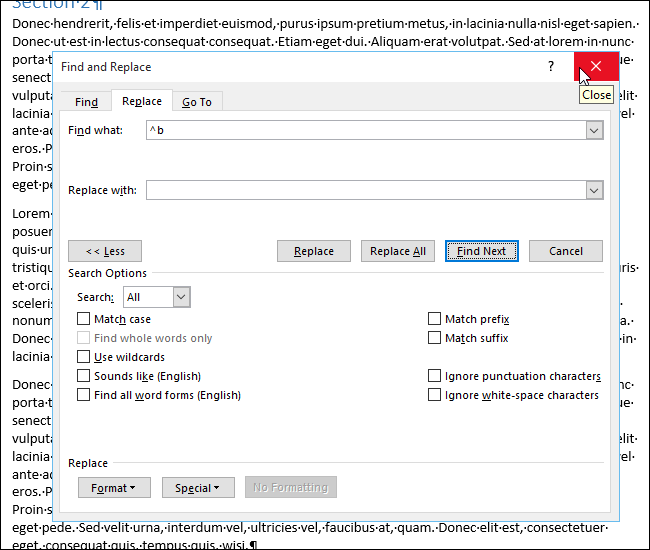 Section·2¶
Donec·hendrerit,·felis·et·imperdiet·euismod,·purus·ipsum·pretium·metus,·in·lacinia·nulla·nisl·eget·sapien.·
Donec·ut·est·in·lectus·consequat·consequat.·Etiam·eget·dui.·Aliquam·erat·volutpat.·Sed·at·lorem·in·nunc·
porta·t
Find and Replace
?
Close
senect
vulputa
elit·
lacinia·
vel·
ante·ac
eros.·P
Proin·s
eget·pe
Find
Replace
Go To
Find what:
^b
Replace with:
<< Less
Replace
Replace All
Find Next
Cancel
Search Options
Search:
All
Match case
Match prefix
Find whole words only
Match suffix
Use wildcards
Sounds like (English)
Ignore punctuation characters
Find all word forms (English)
Ignore white-space characters
Replace
Format
Special
No Formatting
Lorem·
posuer
quis·ur
tristiqu
uris·
et·orci.
sceleris
nonum
a.·
Donec·
in·
lacinia·
Donec·
nc·
porta·t
ue·
senect
vulputa
elit·
lacinia·
vel·
ante·ac
eros.·P
Proin·s
eget·pede.·Sed·velit·urna,·interdum·vel,·ultricies·vel,·faucibus·at,·quam.·Donec·elit·est,·consectetuer·
eget,·consequat·quis,·tempus·quis,·wisi.¶